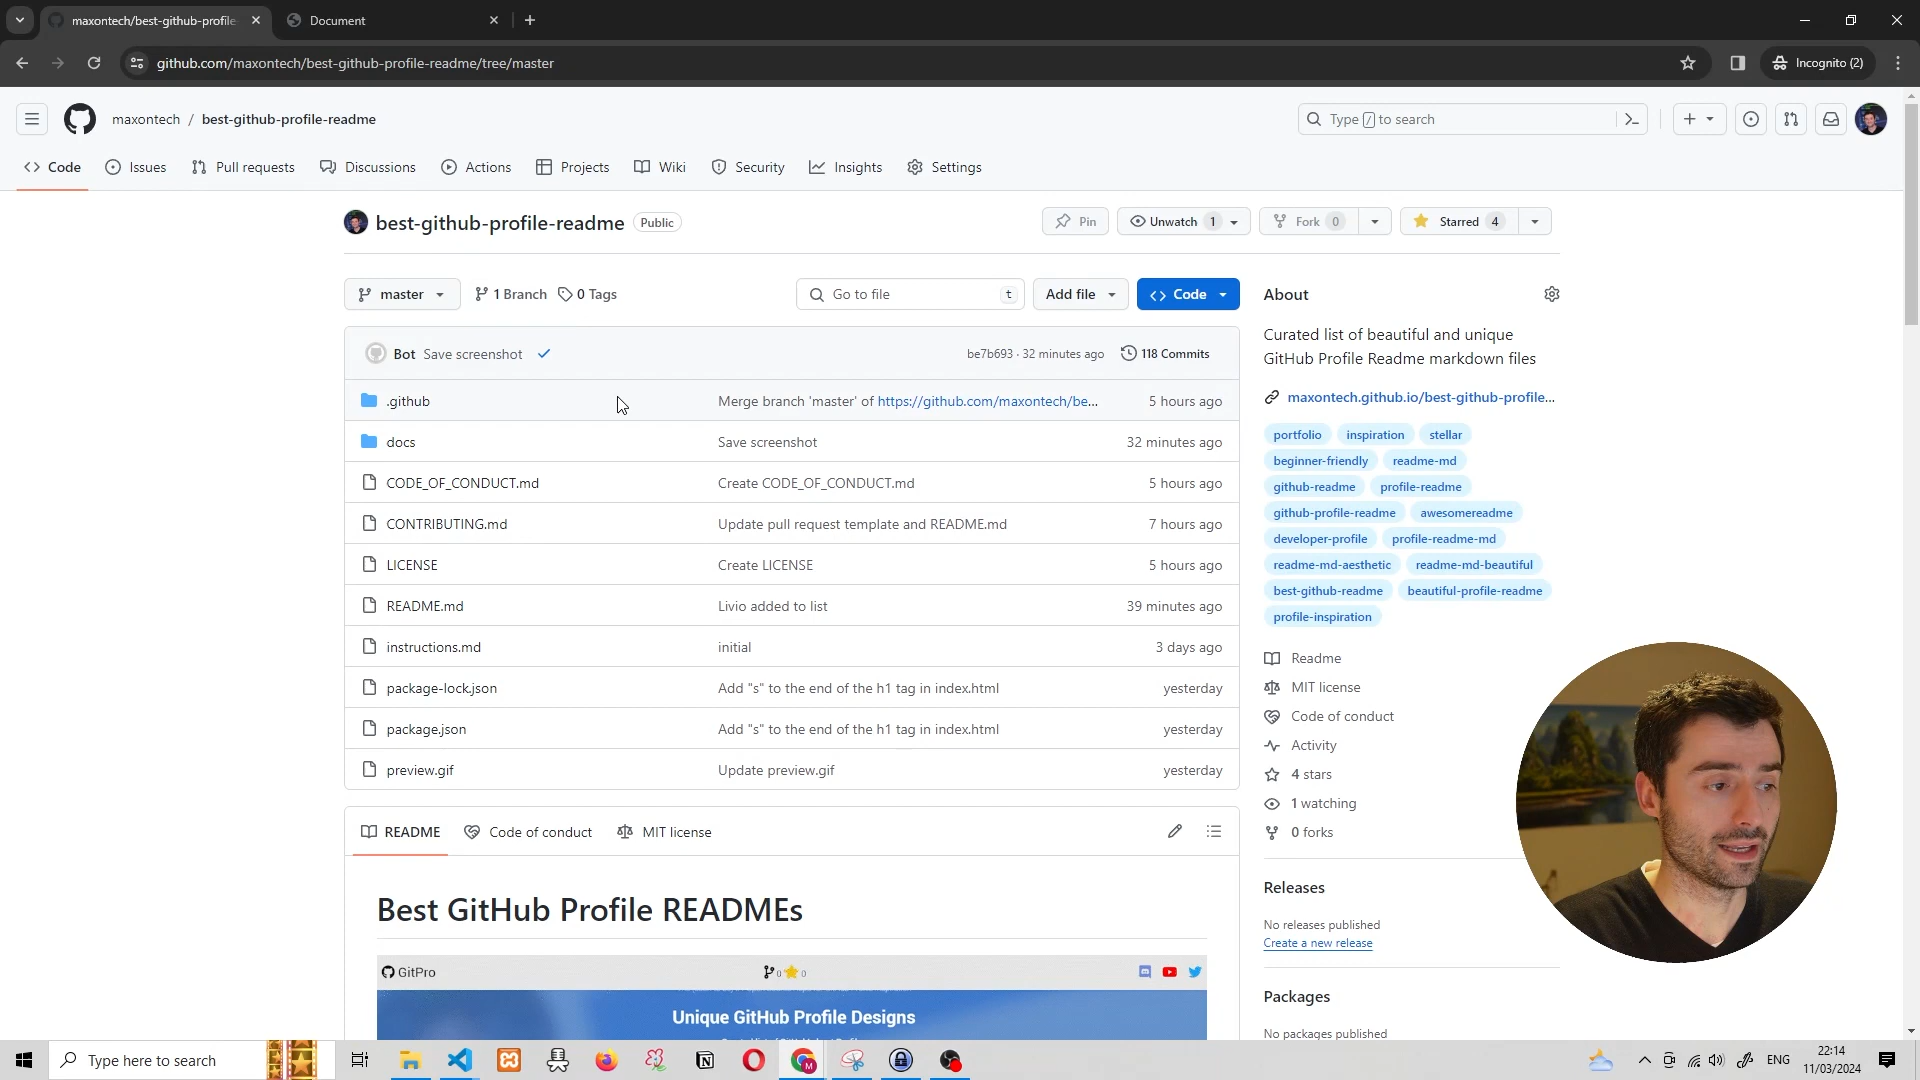 maxontech/best-github-profile
Document
github.com/maxontech/best-github-profile-readme/tree/master
Incognito (2)
maxontech / best-github-profile-readme
Type / to search
Code
Issues
Pull requests
Discussions
Actions
Projects
Wiki
Security
Insights
Settings
best-github-profile-readme
Public
Pin
Unwatch 1
Fork 0
Starred 4
master
1 Branch
0 Tags
Go to file
t
Add file
Code
Bot Save screenshot
be7b693 · 32 minutes ago
118 Commits
.github
Merge branch 'master' of https://github.com/maxontech/be...
5 hours ago
docs
Save screenshot
32 minutes ago
CODE_OF_CONDUCT.md
Create CODE_OF_CONDUCT.md
5 hours ago
CONTRIBUTING.md
Update pull request template and README.md
7 hours ago
LICENSE
Create LICENSE
5 hours ago
README.md
Livio added to list
39 minutes ago
instructions.md
initial
3 days ago
package-lock.json
Add "s" to the end of the h1 tag in index.html
yesterday
package.json
Add "s" to the end of the h1 tag in index.html
yesterday
preview.gif
Update preview.gif
yesterday
README
Code of conduct
MIT license
Best GitHub Profile READMEs
GitPro
0
0
Unique GitHub Profile Designs
About
Curated list of beautiful and unique
GitHub Profile Readme markdown files
maxontech.github.io/best-github-profile...
portfolio inspiration stellar
beginner-friendly readme-md
github-readme profile-readme
github-profile-readme awesomereadme
developer-profile profile-readme-md
readme-md-aesthetic readme-md-beautiful
best-github-readme beautiful-profile-readme
profile-inspiration
Readme
MIT license
Code of conduct
Activity
4 stars
1 watching
0 forks
Releases
No releases published
Create a new release
Packages
No packages published
Type here to search
ENG
22:14
11/03/2024